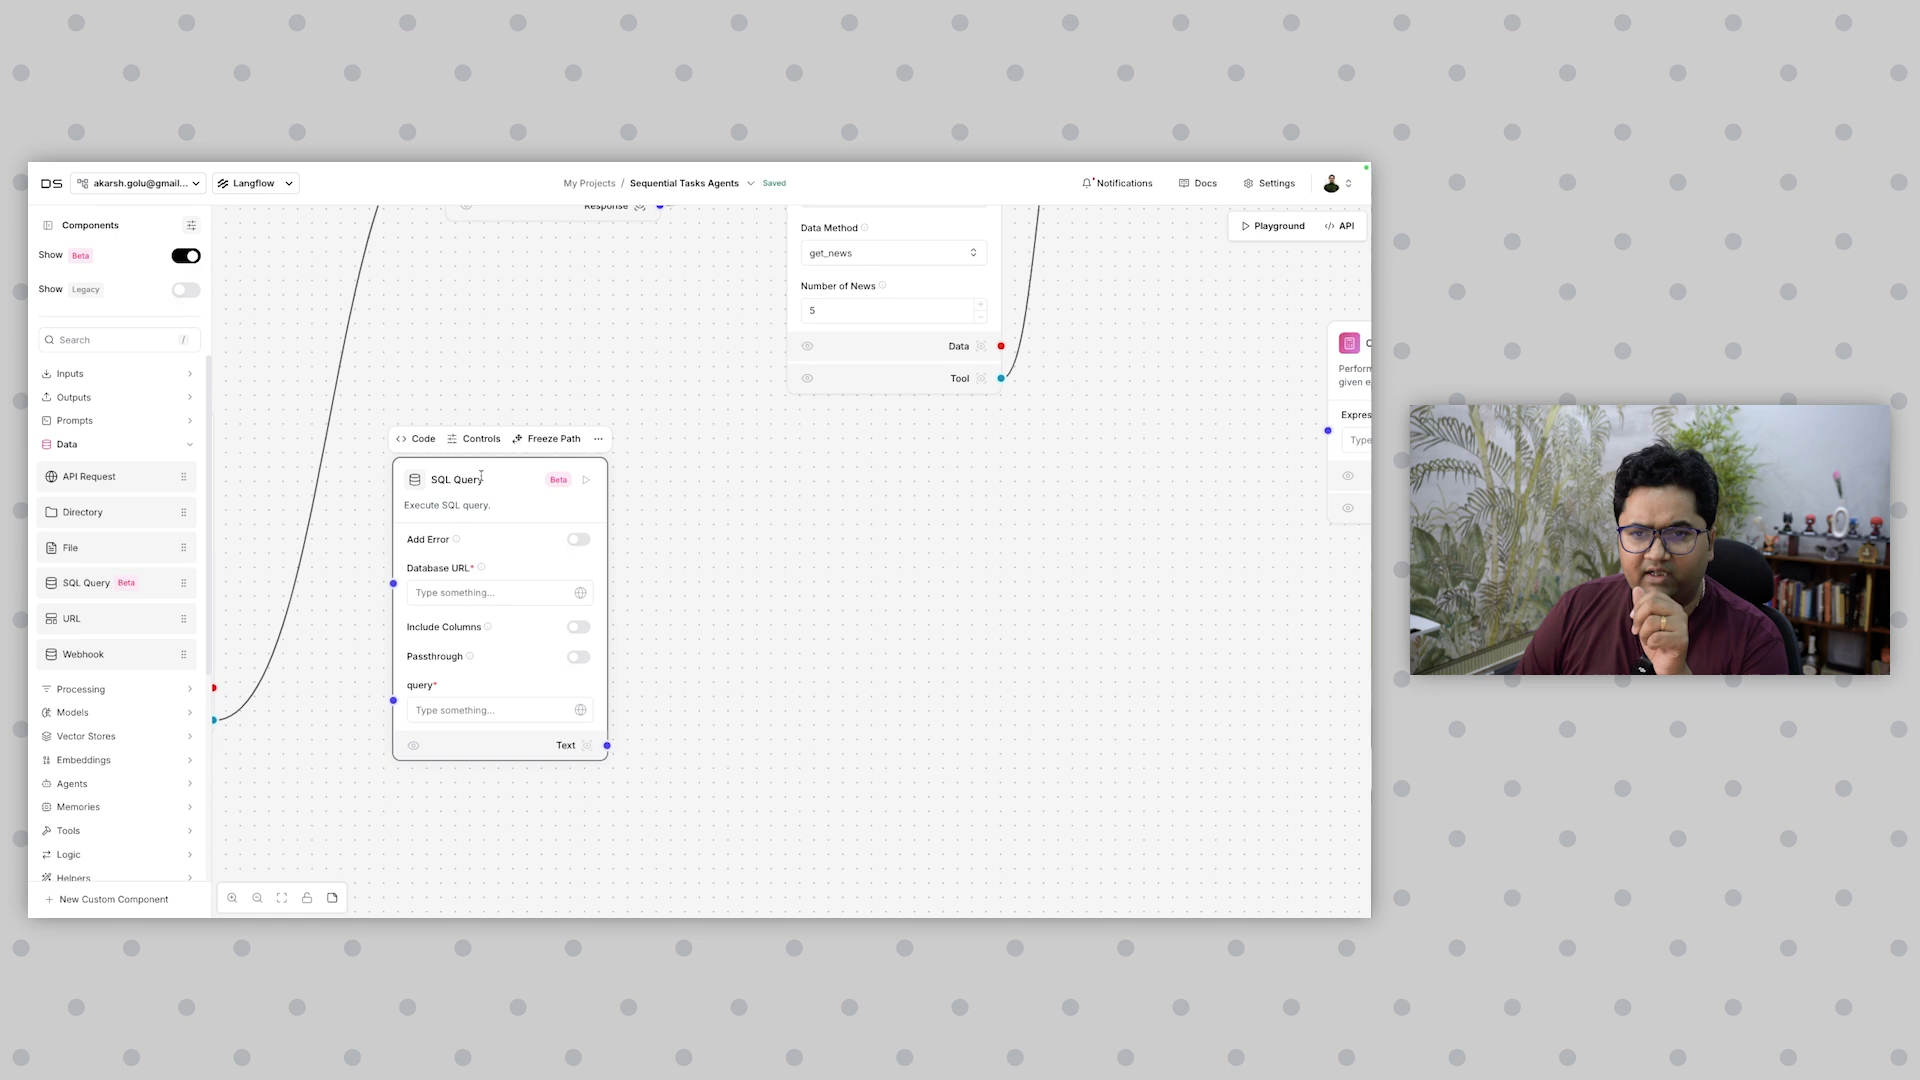 DS
akarsh.golu@gmail...
Langflow
My Projects / Sequential Tasks Agents
Saved
Notifications
Docs
Settings
Components
Show Beta
Show Legacy
Search /
Inputs
Outputs
Prompts
Data
API Request
Directory
File
SQL Query Beta
URL
Webhook
Processing
Models
Vector Stores
Embeddings
Agents
Memories
Tools
Logic
Helpers
+ New Custom Component
Response
Data Method
get_news
Number of News
5
Data
Tool
Playground
API
Code
Controls
Freeze Path
...
SQL Query
Beta
Execute SQL query.
Add Error
Database URL*
Type something...
Include Columns
Passthrough
query*
Type something...
Text
C
Perform
given e
Expres
Type